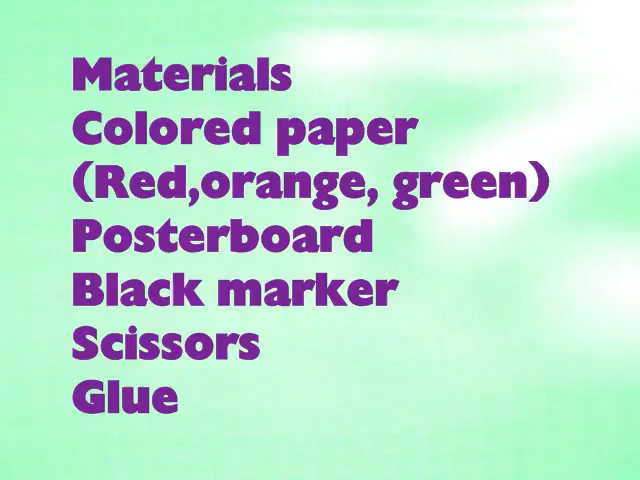 Materials
Colored paper
(Red,orange, green)
Posterboard
Black marker
Scissors
Glue